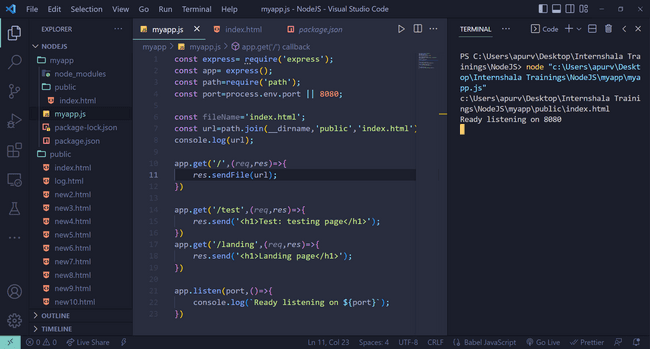 File Edit Selection View Go Run Terminal Help
myapp.js - NodeJS - Visual Studio Code
EXPLORER
NODEJS
myapp
node_modules
public
index.html
myapp.js
package-lock.json
package.json
public
index.html
log.html
new2.html
new3.html
new4.html
new5.html
new6.html
new7.html
new8.html
new9.html
new10.html
OUTLINE
TIMELINE
myapp.js index.html package.json
myapp > myapp.js > app.get('/') callback
1 const express= require('express');
2 const app= express();
3 const path=require('path');
4 const port=process.env.port || 8080;
5
6 const fileName='index.html';
7 const url=path.join(__dirname,'public','index.html')
8 console.log(url);
9
10 app.get('/',(req,res)=>{
11 res.sendFile(url);
12 })
13
14 app.get('/test',(req,res)=>{
15 res.send('<h1>Test: testing page</h1>');
16 })
17 app.get('/landing',(req,res)=>{
18 res.send('<h1>Landing page</h1>');
19 })
20
21 app.listen(port,()=>{
22 console.log(`Ready listening on ${port}`);
23 })
TERMINAL
Code
PS C:\Users\apurv\Desktop\Internshala Tr
ainings\NodeJS> node "c:\Users\apurv\Deskt
op\Internshala Trainings\NodeJS\myapp\mya
pp.js"
c:\Users\apurv\Desktop\Internshala Traini
ngs\NodeJS\myapp\public\index.html
Ready listening on 8080
0 0 Live Share
Ln 11, Col 23 Spaces: 4 UTF-8 CRLF Babel JavaScript Go Live Prettier